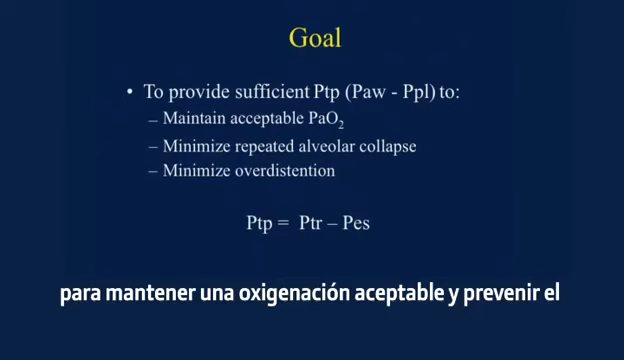 Goal
• To provide sufficient Ptp (Paw - Ppl) to:
– Maintain acceptable PaO2
– Minimize repeated alveolar collapse
– Minimize overdistention
Ptp = Ptr – Pes
para mantener una oxigenación aceptable y prevenir el